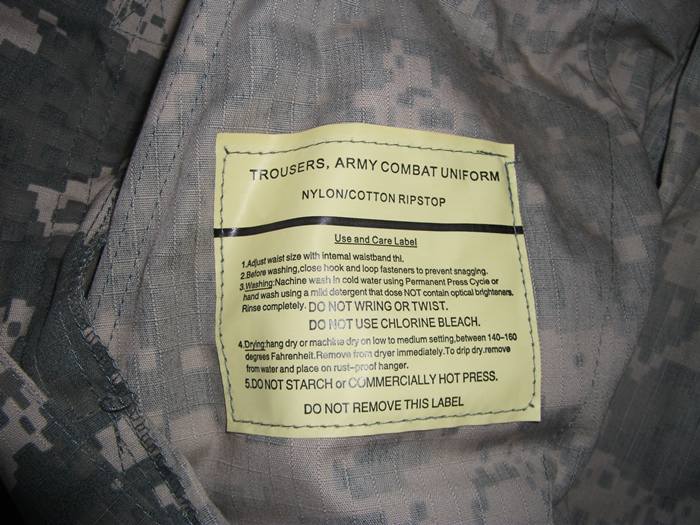 TROUSERS, ARMY COMBAT UNIFORM
NYLON/COTTON RIPSTOP
Use and Care Label
1.Adjust waist size with internal waistband thl.
2.Before washing,close hook and loop fasteners to prevent snagging.
3.Washing:Nachine wash in cold water using Permanent Press Cycle or
hand wash using a mild detergent that dose NOT contain optical brighteners.
Rinse completely. DO NOT WRING OR TWIST.
DO NOT USE CHLORINE BLEACH.
4.Drying:hang dry or machine dry on low to medium setting,between 140-160
degrees Fahrenheit.Remove from dryer immediately.To drip dry.remove
from water and place on rust-proof hanger.
5.DO NOT STARCH or COMMERCIALLY HOT PRESS.
DO NOT REMOVE THIS LABEL